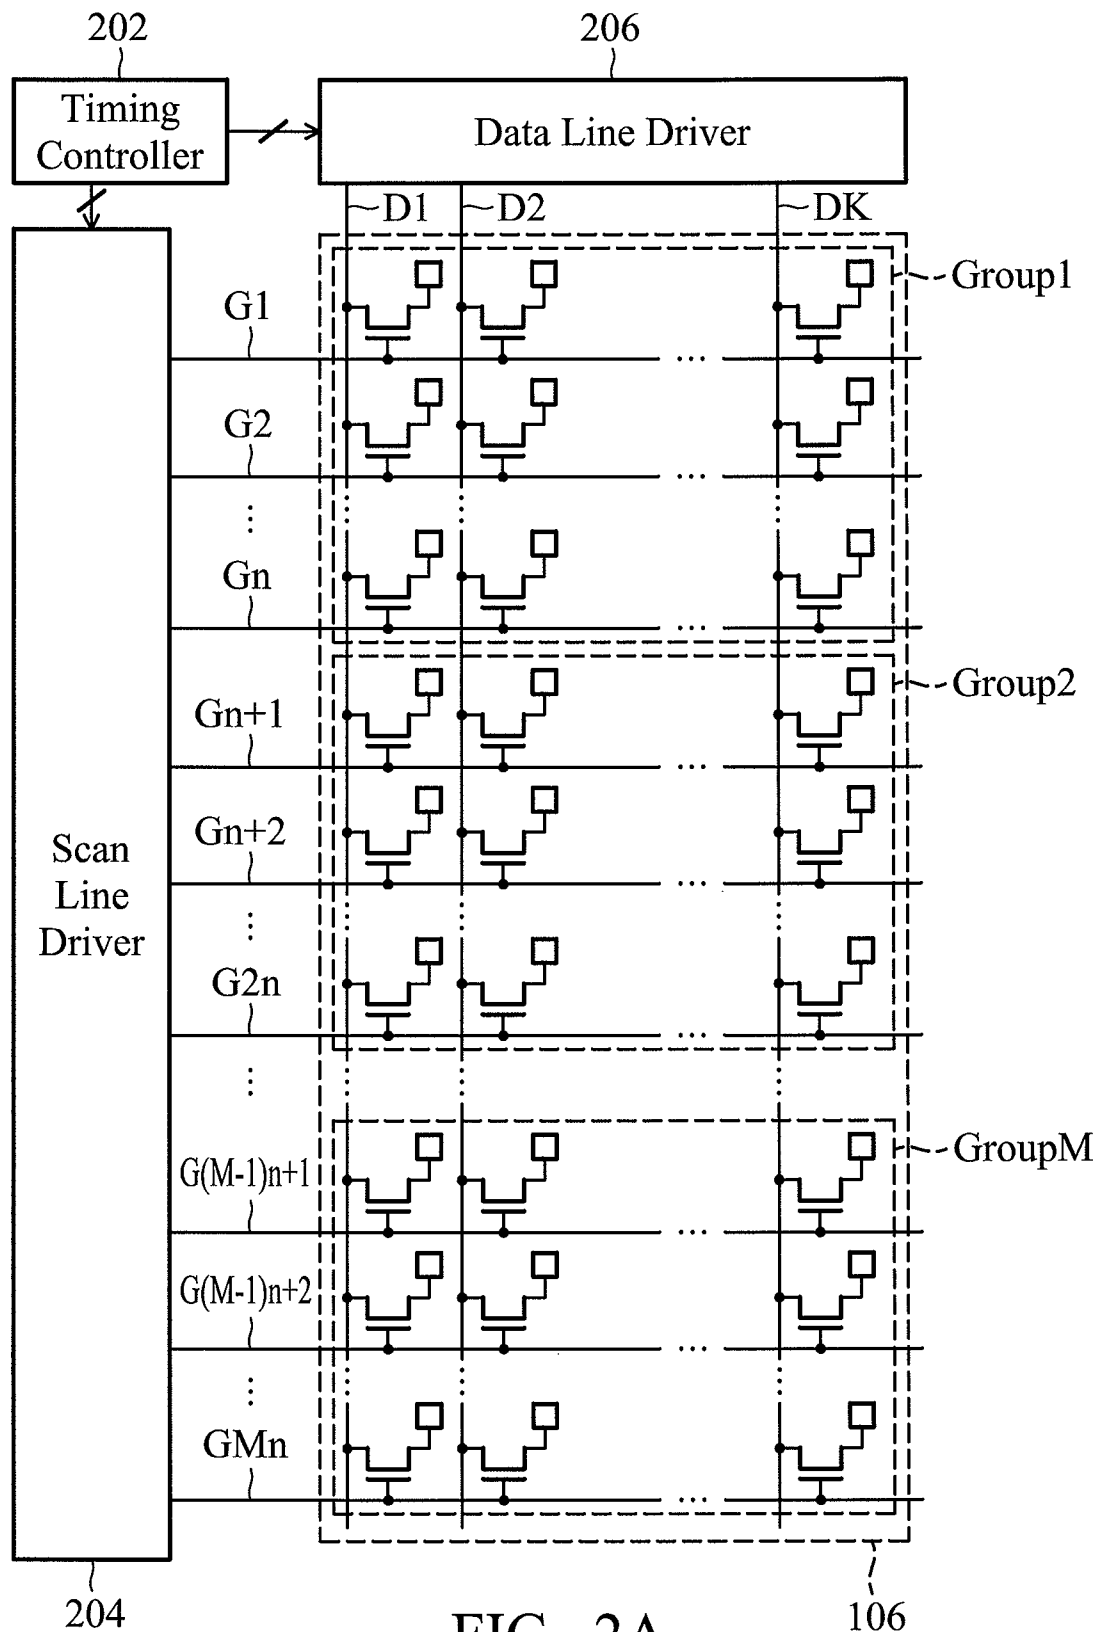 202
206
Timing
Controller
Data Line Driver
D1
D2
DK
Group1
G1
...
G2
...
⋮
Gn
...
Group2
Gn+1
...
Gn+2
...
Scan
Line
Driver
⋮
G2n
...
⋮
GroupM
G(M-1)n+1
...
G(M-1)n+2
...
⋮
GMn
...
204
106